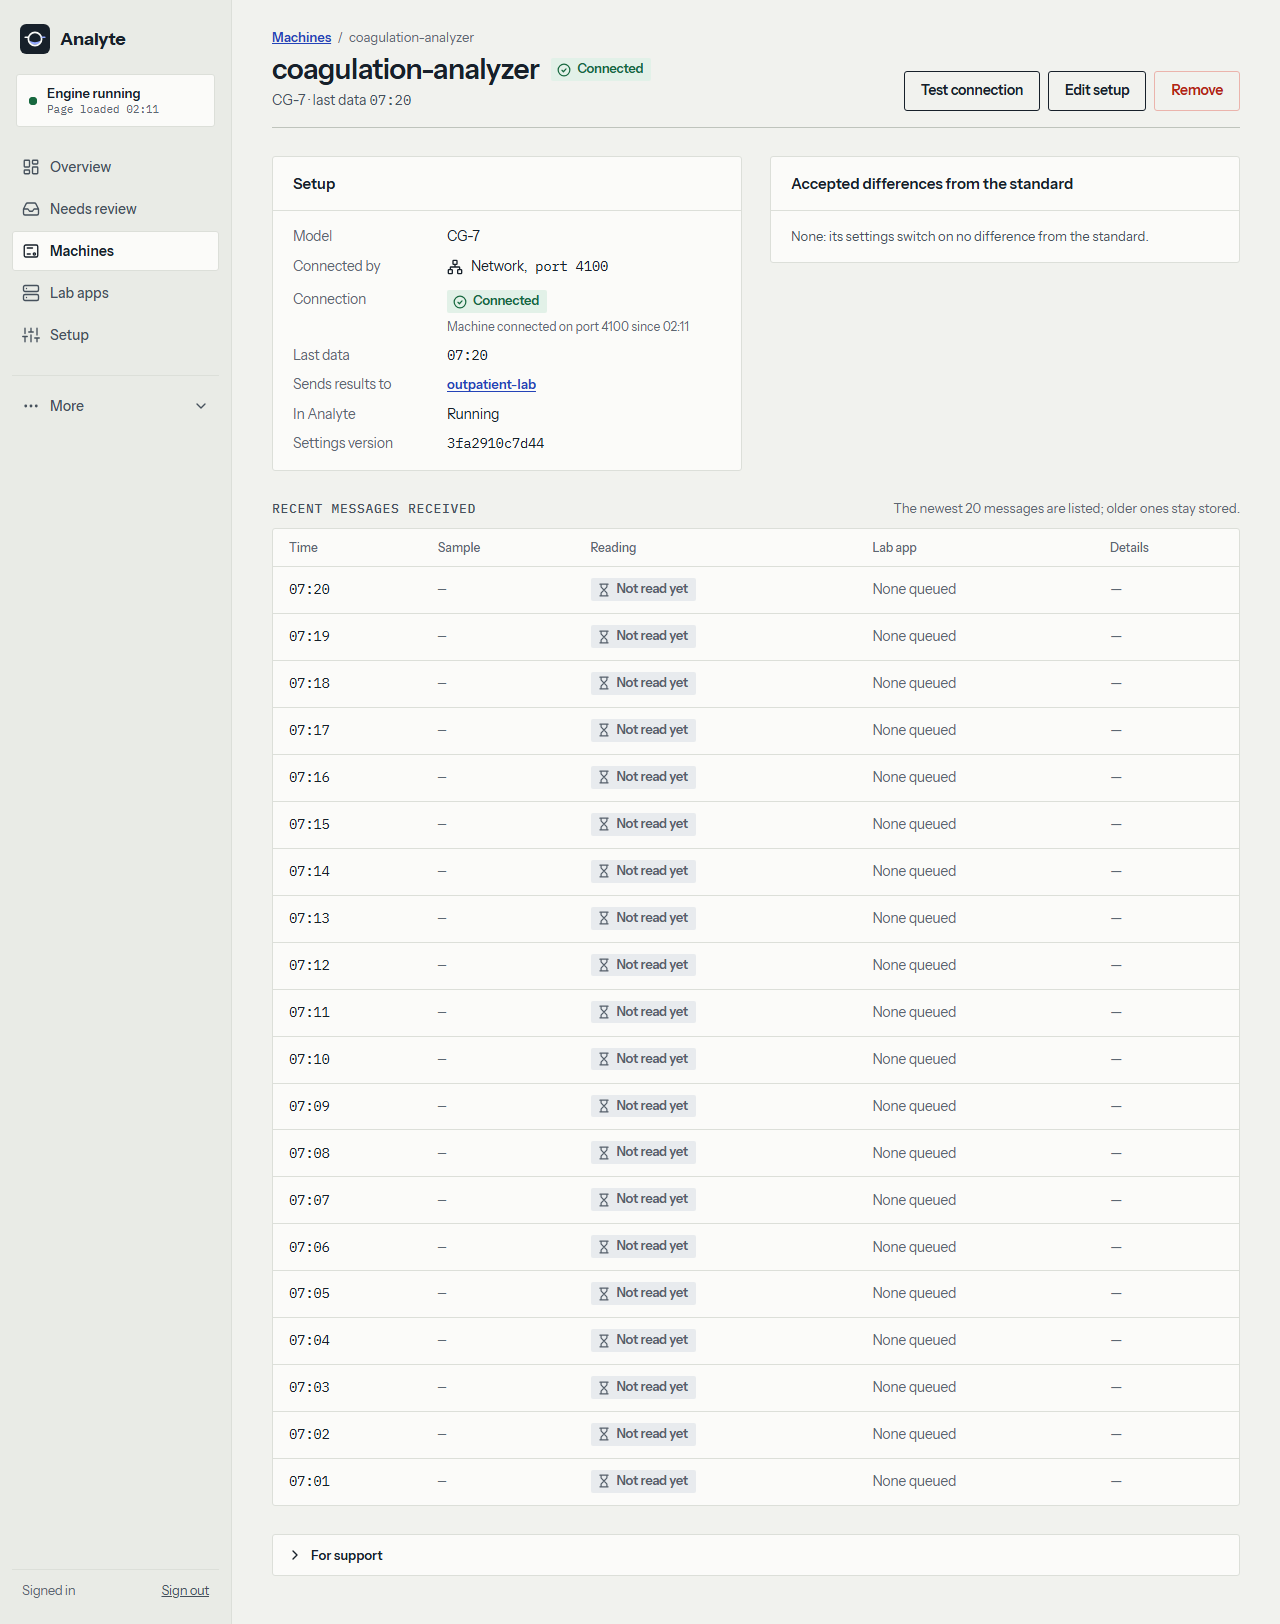 Analyte
Engine running
Page loaded 02:11
Overview
Needs review
Machines
Lab apps
Setup
More
Signed in
Sign out
Machines / coagulation-analyzer
coagulation-analyzer Connected
CG-7 · last data 07:20
Test connection
Edit setup
Remove
Setup
Model CG-7
Connected by Network, port 4100
Connection Connected
Machine connected on port 4100 since 02:11
Last data 07:20
Sends results to outpatient-lab
In Analyte Running
Settings version 3fa2910c7d44
Accepted differences from the standard
None: its settings switch on no difference from the standard.
RECENT MESSAGES RECEIVED
The newest 20 messages are listed; older ones stay stored.
Time Sample Reading Lab app Details
07:20 – Not read yet None queued —
07:19 – Not read yet None queued —
07:18 – Not read yet None queued —
07:17 – Not read yet None queued —
07:16 – Not read yet None queued —
07:15 – Not read yet None queued —
07:14 – Not read yet None queued —
07:13 – Not read yet None queued —
07:12 – Not read yet None queued —
07:11 – Not read yet None queued —
07:10 – Not read yet None queued —
07:09 – Not read yet None queued —
07:08 – Not read yet None queued —
07:07 – Not read yet None queued —
07:06 – Not read yet None queued —
07:05 – Not read yet None queued —
07:04 – Not read yet None queued —
07:03 – Not read yet None queued —
07:02 – Not read yet None queued —
07:01 – Not read yet None queued —
For support